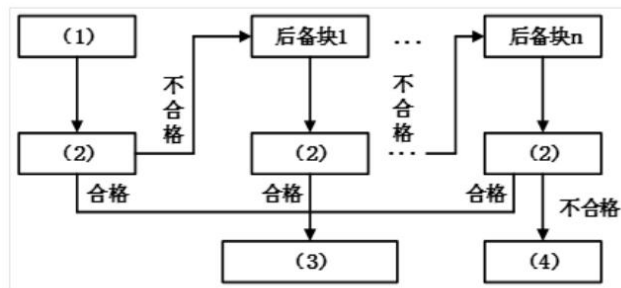 （1）
后备块1
...
后备块n
不合格
不合格
（2）
（2）
...
（2）
合格
合格
合格
不合格
（3）
（4）